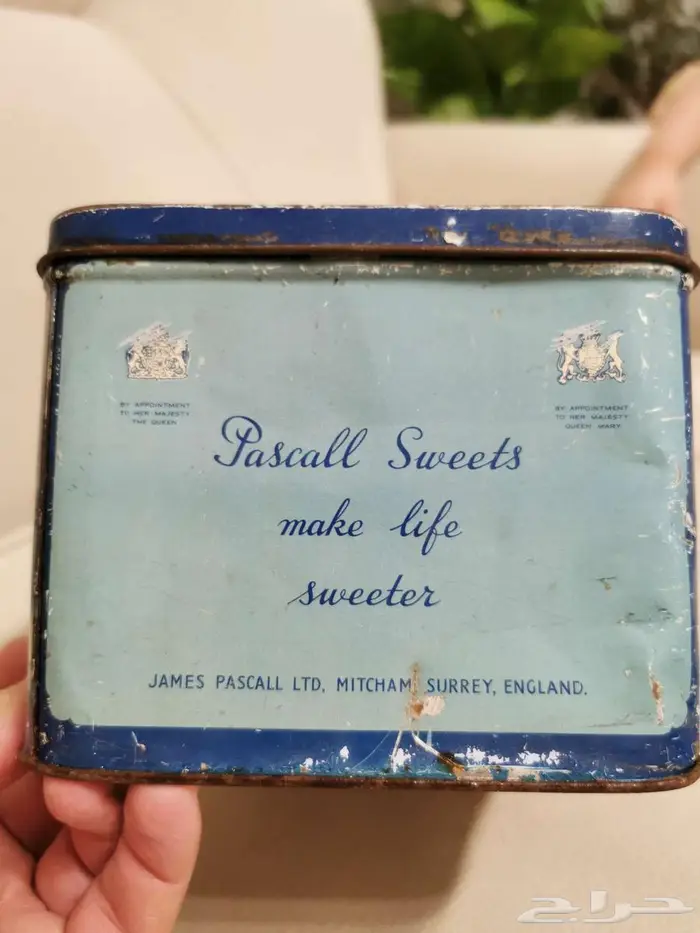 BY APPOINTMENT
TO HER MAJESTY
THE QUEEN
BY APPOINTMENT
TO HER MAJESTY
QUEEN MARY
Pascall Sweets
make life
sweeter
JAMES PASCALL LTD, MITCHAM, SURREY, ENGLAND.
حراج